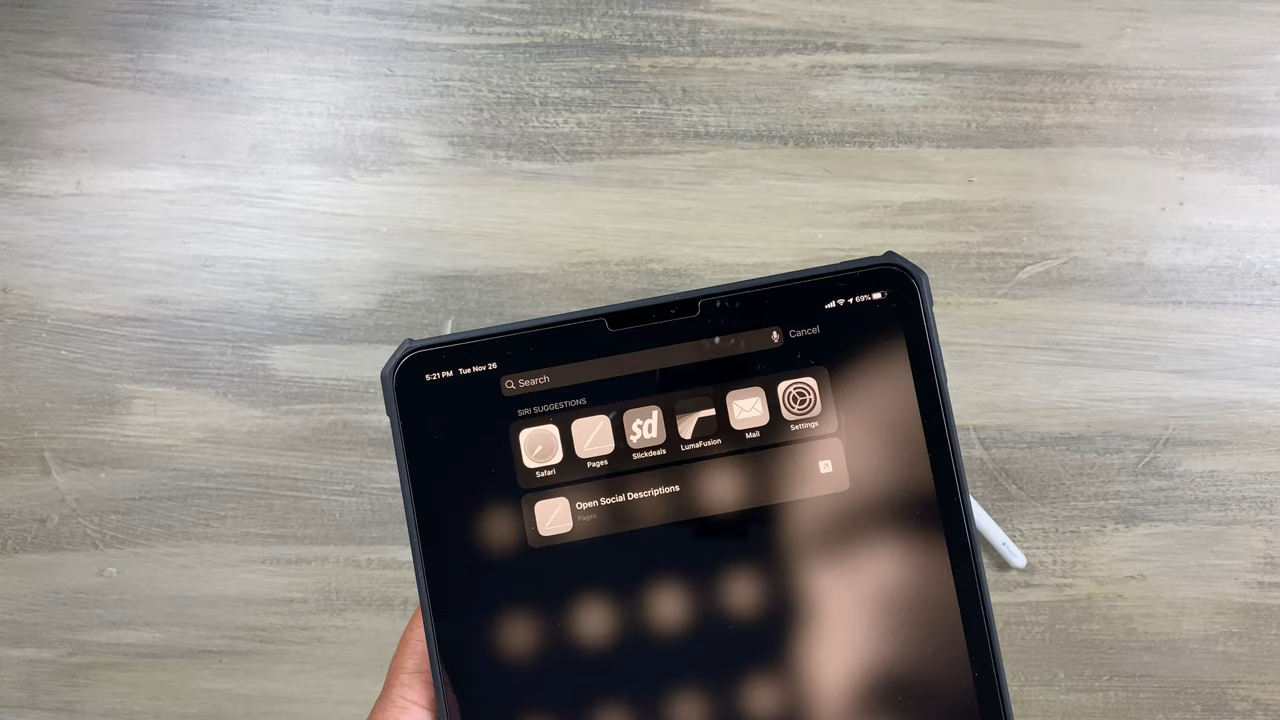 5:21 PM Tue Nov 26
69%
Search
Cancel
SIRI SUGGESTIONS
Safari
Pages
$d
Slickdeals
LumaFusion
Mail
Settings
Open Social Descriptions
Pages